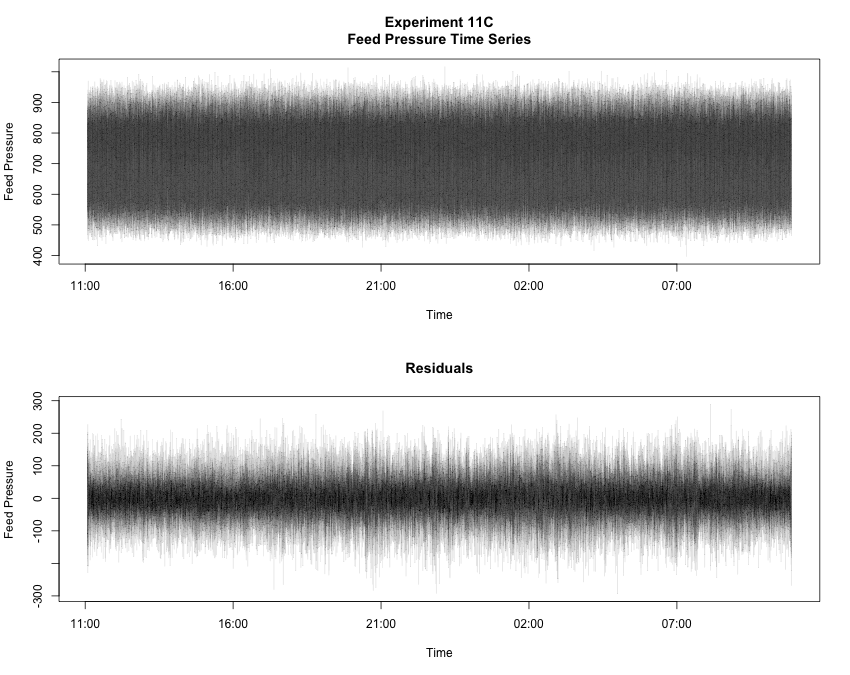 Experiment 11C
Feed Pressure Time Series
Feed Pressure
900
800
700
600
500
400
11:00 16:00 21:00 02:00 07:00
Time
Residuals
Feed Pressure
300
200
100
0
-100
-300
11:00 16:00 21:00 02:00 07:00
Time